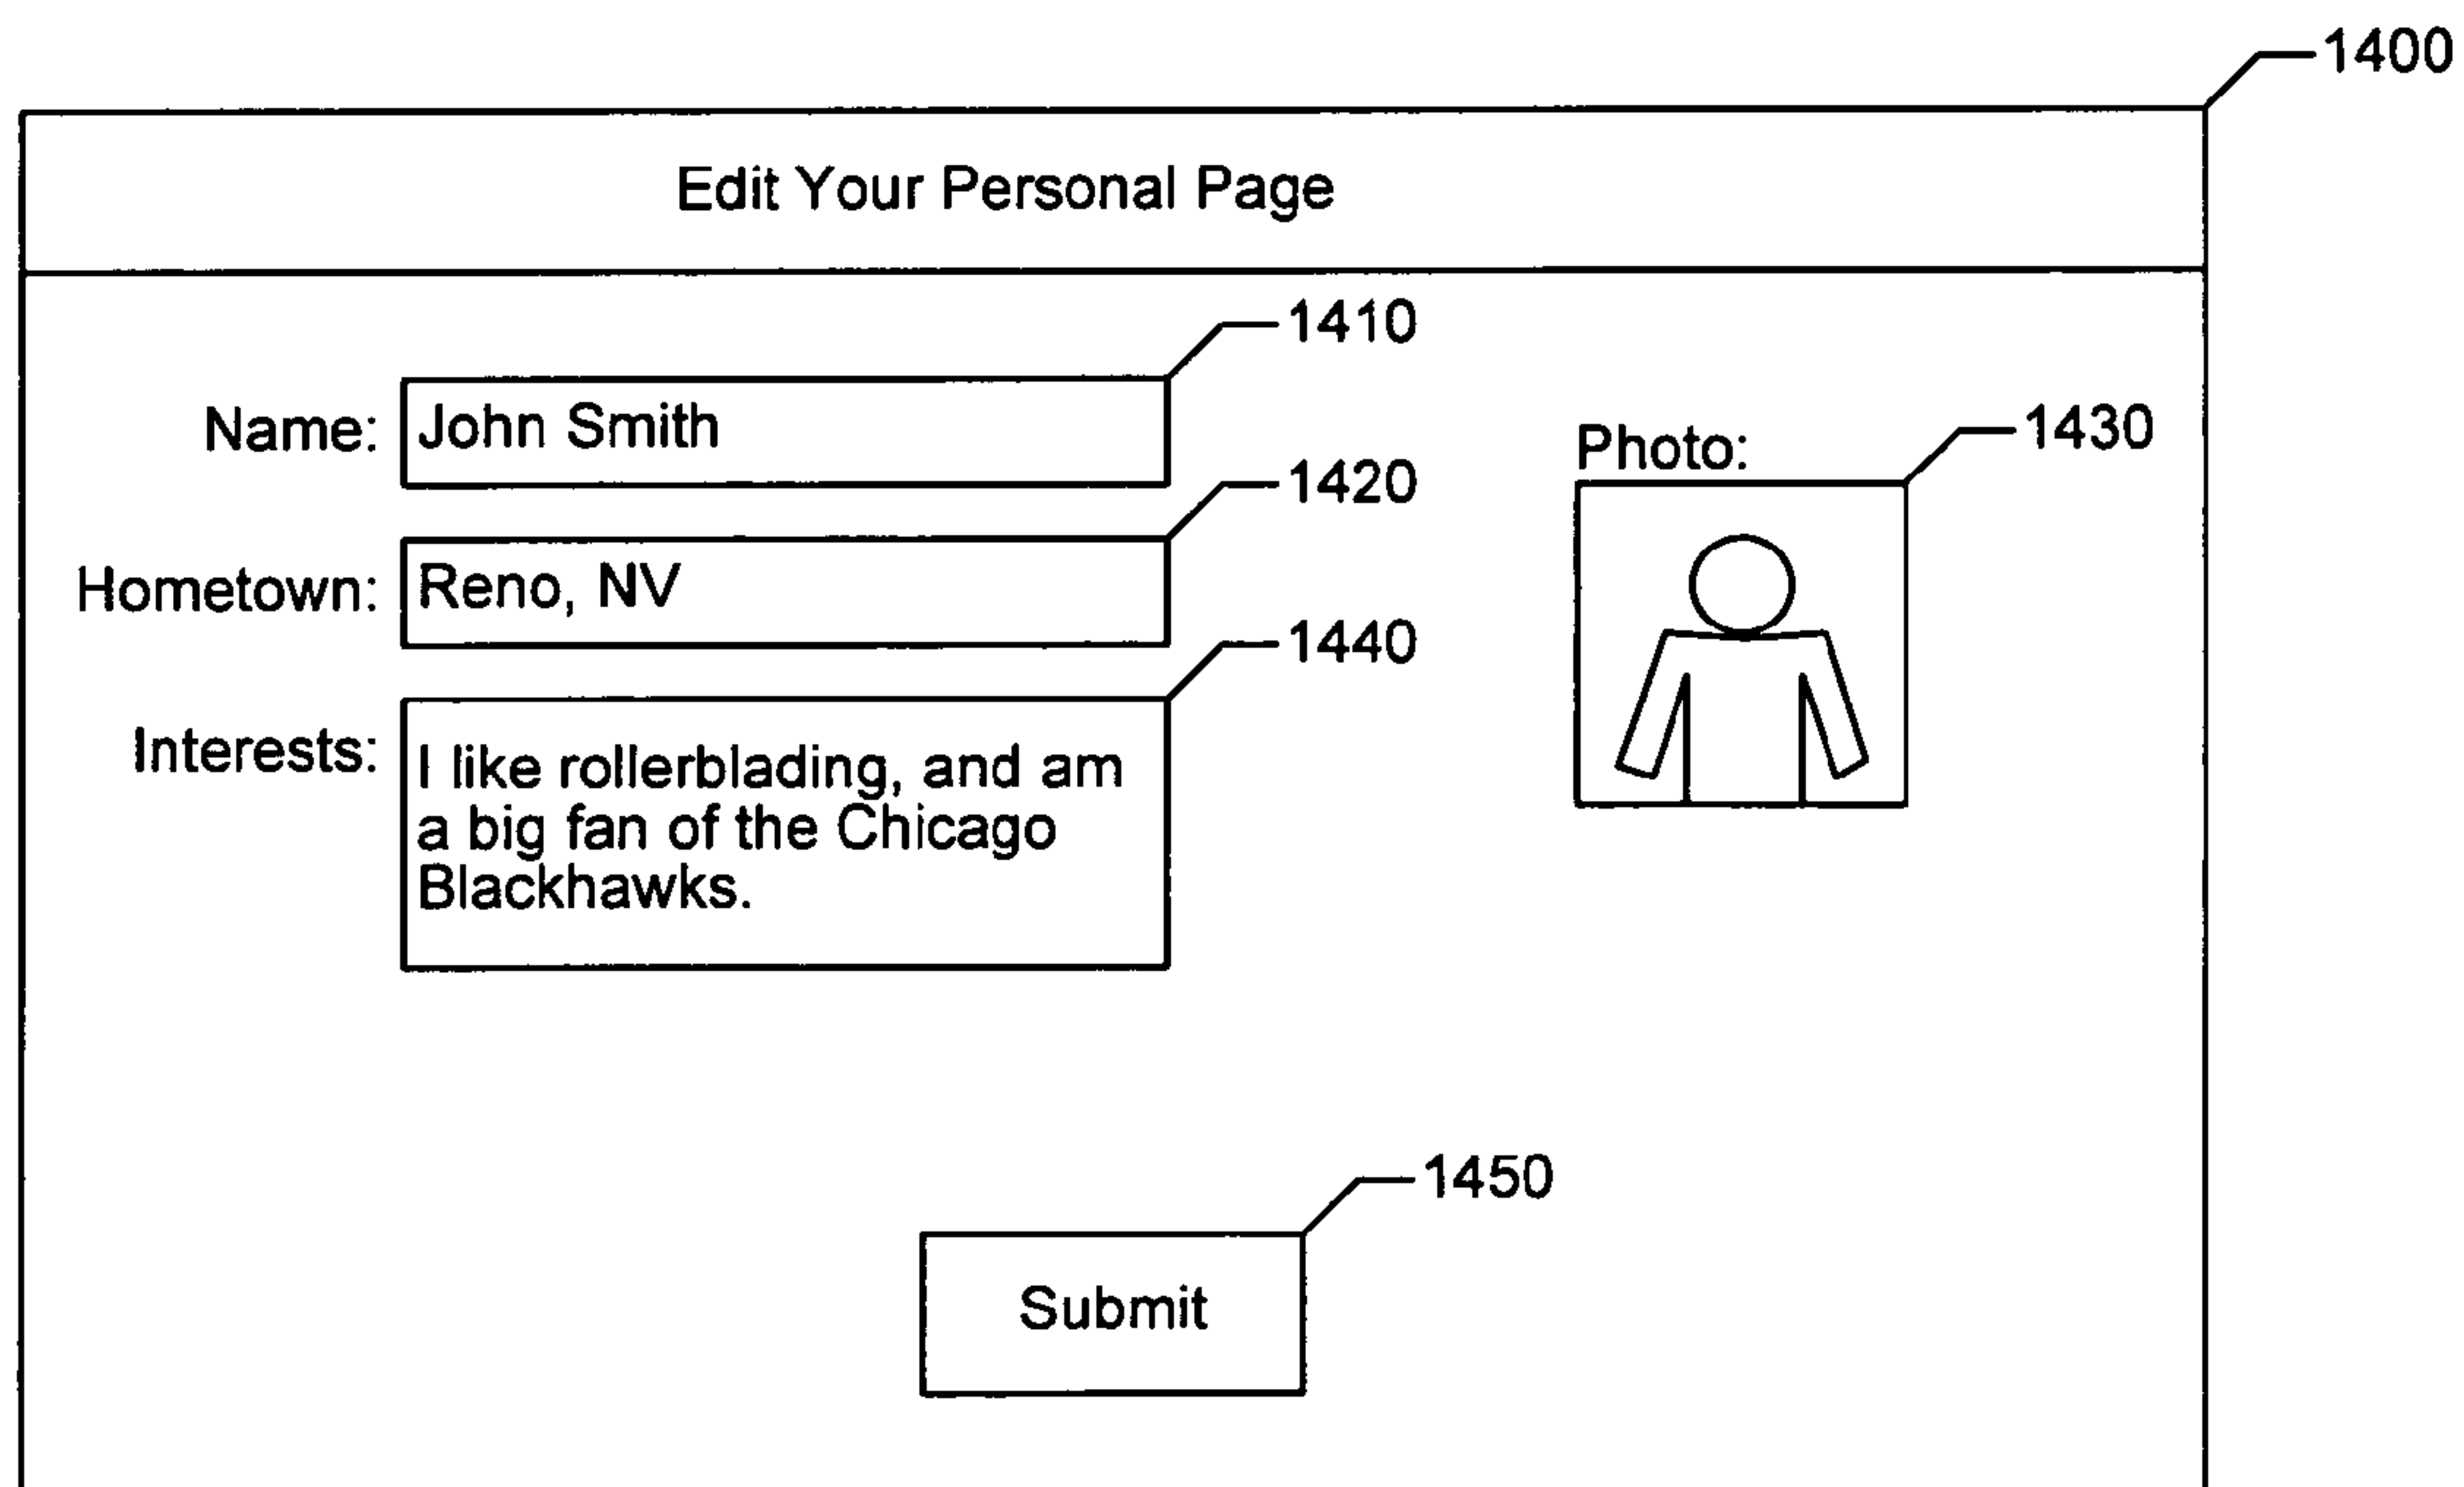 1400
Edit Your Personal Page
1410
Name: John Smith
Photo: 1430
1420
Hometown: Reno, NV
1440
Interests: I like rollerblading, and am
a big fan of the Chicago
Blackhawks.
1450
Submit